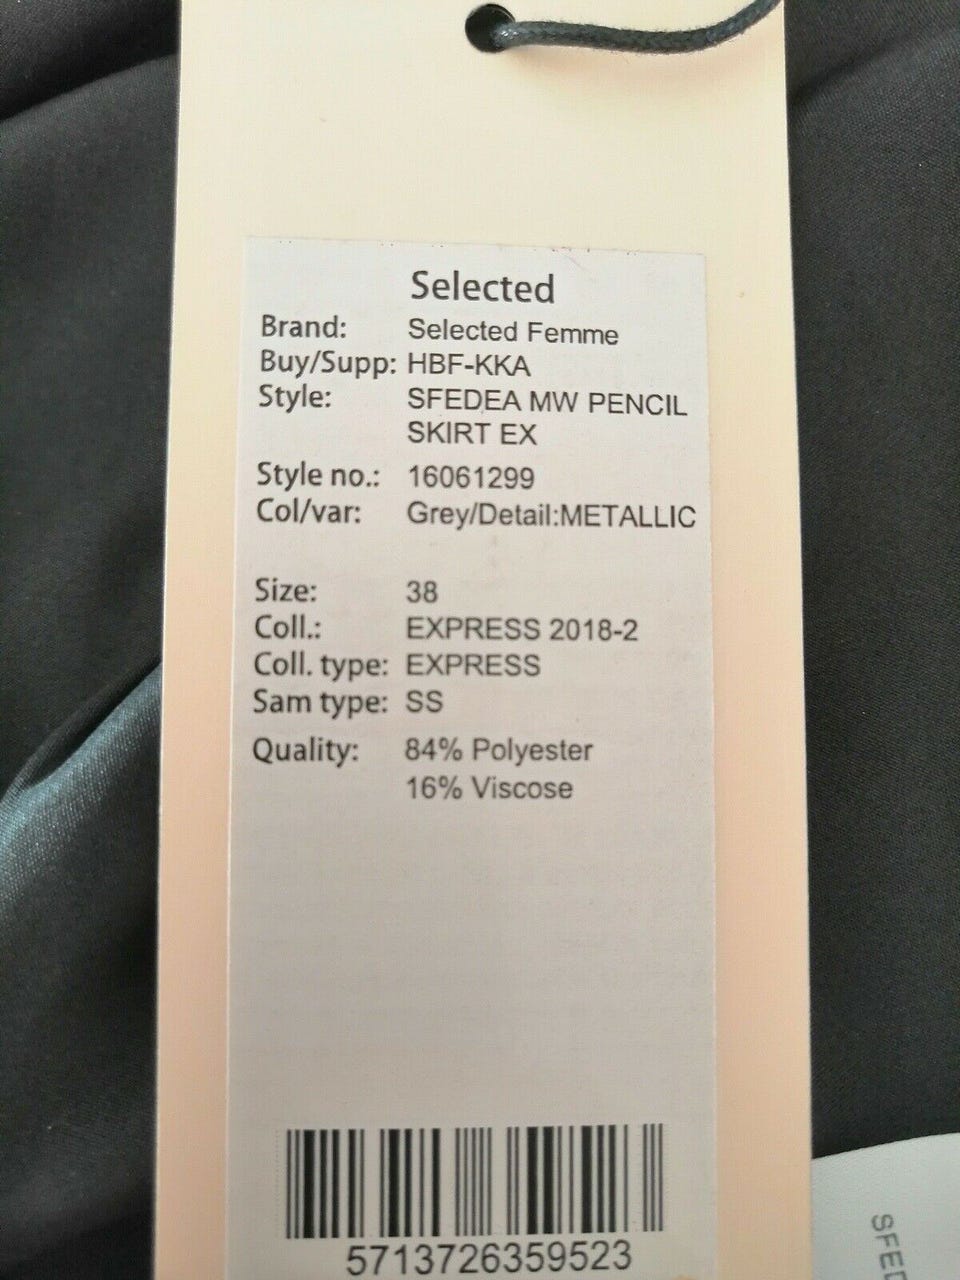 Selected
Brand: Selected Femme
Buy/Supp: HBF-KKA
Style: SFEDEA MW PENCIL
SKIRT EX
Style no.: 16061299
Col/var: Grey/Detail:METALLIC
Size: 38
Coll.: EXPRESS 2018-2
Coll. type: EXPRESS
Sam type: SS
Quality: 84% Polyester
16% Viscose
5713726359523